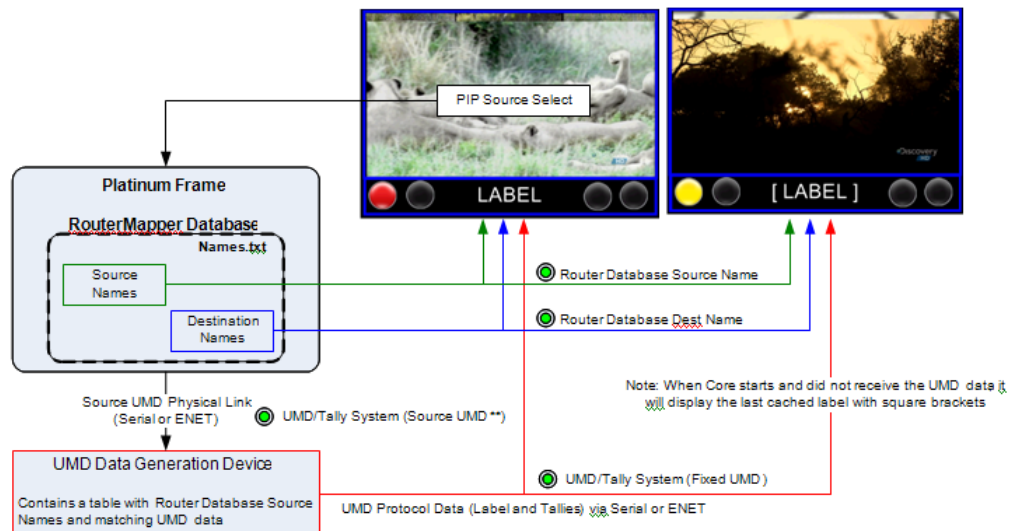 PIP Source Select
Discovery
HD
HD
LABEL
[ LABEL ]
Platinum Frame
RouterMapper Database
Names.txt
Source
Names
Destination
Names
Router Database Source Name
Router Database Dest Name
Source UMD Physical Link
(Serial or ENET)
UMD/Tally System (Source UMD **)
Note: When Core starts and did not receive the UMD data it
will display the last cached label with square brackets
UMD Data Generation Device
Contains a table with Router Database Source
Names and matching UMD data
UMD/Tally System (Fixed UMD )
UMD Protocol Data (Label and Tallies) via Serial or ENET